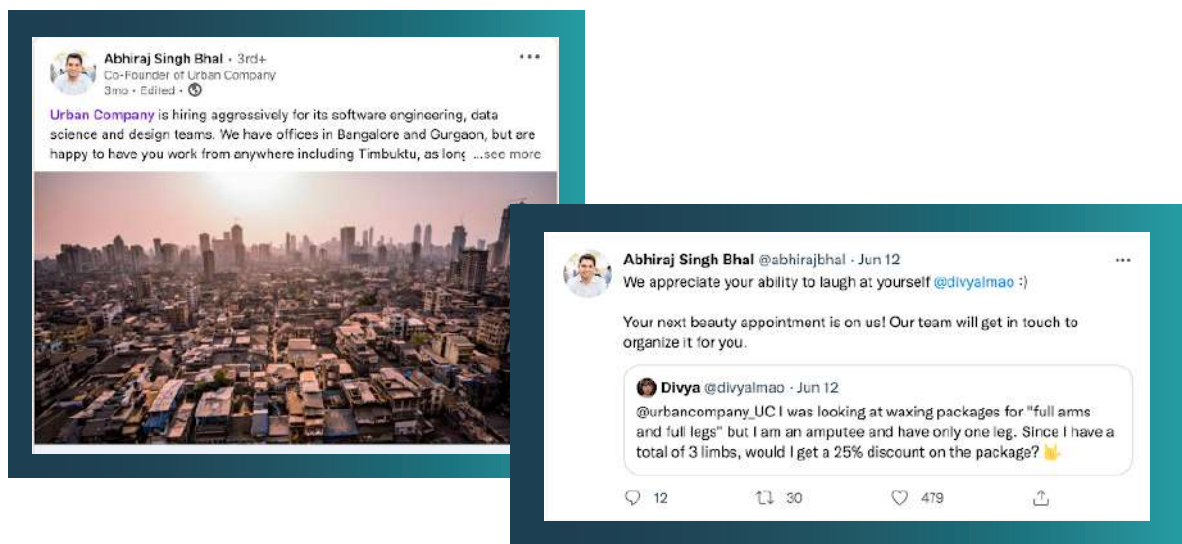 Abhiraj Singh Bhal • 3rd+
Co-Founder of Urban Company
3mo • Edited •
Urban Company is hiring aggressively for its software engineering, data
science and design teams. We have offices in Bangalore and Gurgaon, but are
happy to have you work from anywhere including Timbuktu, as long ...see more
Abhiraj Singh Bhal @abhirajbhal · Jun 12
We appreciate your ability to laugh at yourself @divyalmao :)
Your next beauty appointment is on us! Our team will get in touch to
organize it for you.
Divya @divyalmao · Jun 12
@urbancompany_UC I was looking at waxing packages for "full arms
and full legs" but I am an amputee and have only one leg. Since I have a
total of 3 limbs, would I get a 25% discount on the package? 🤟
12 30 479